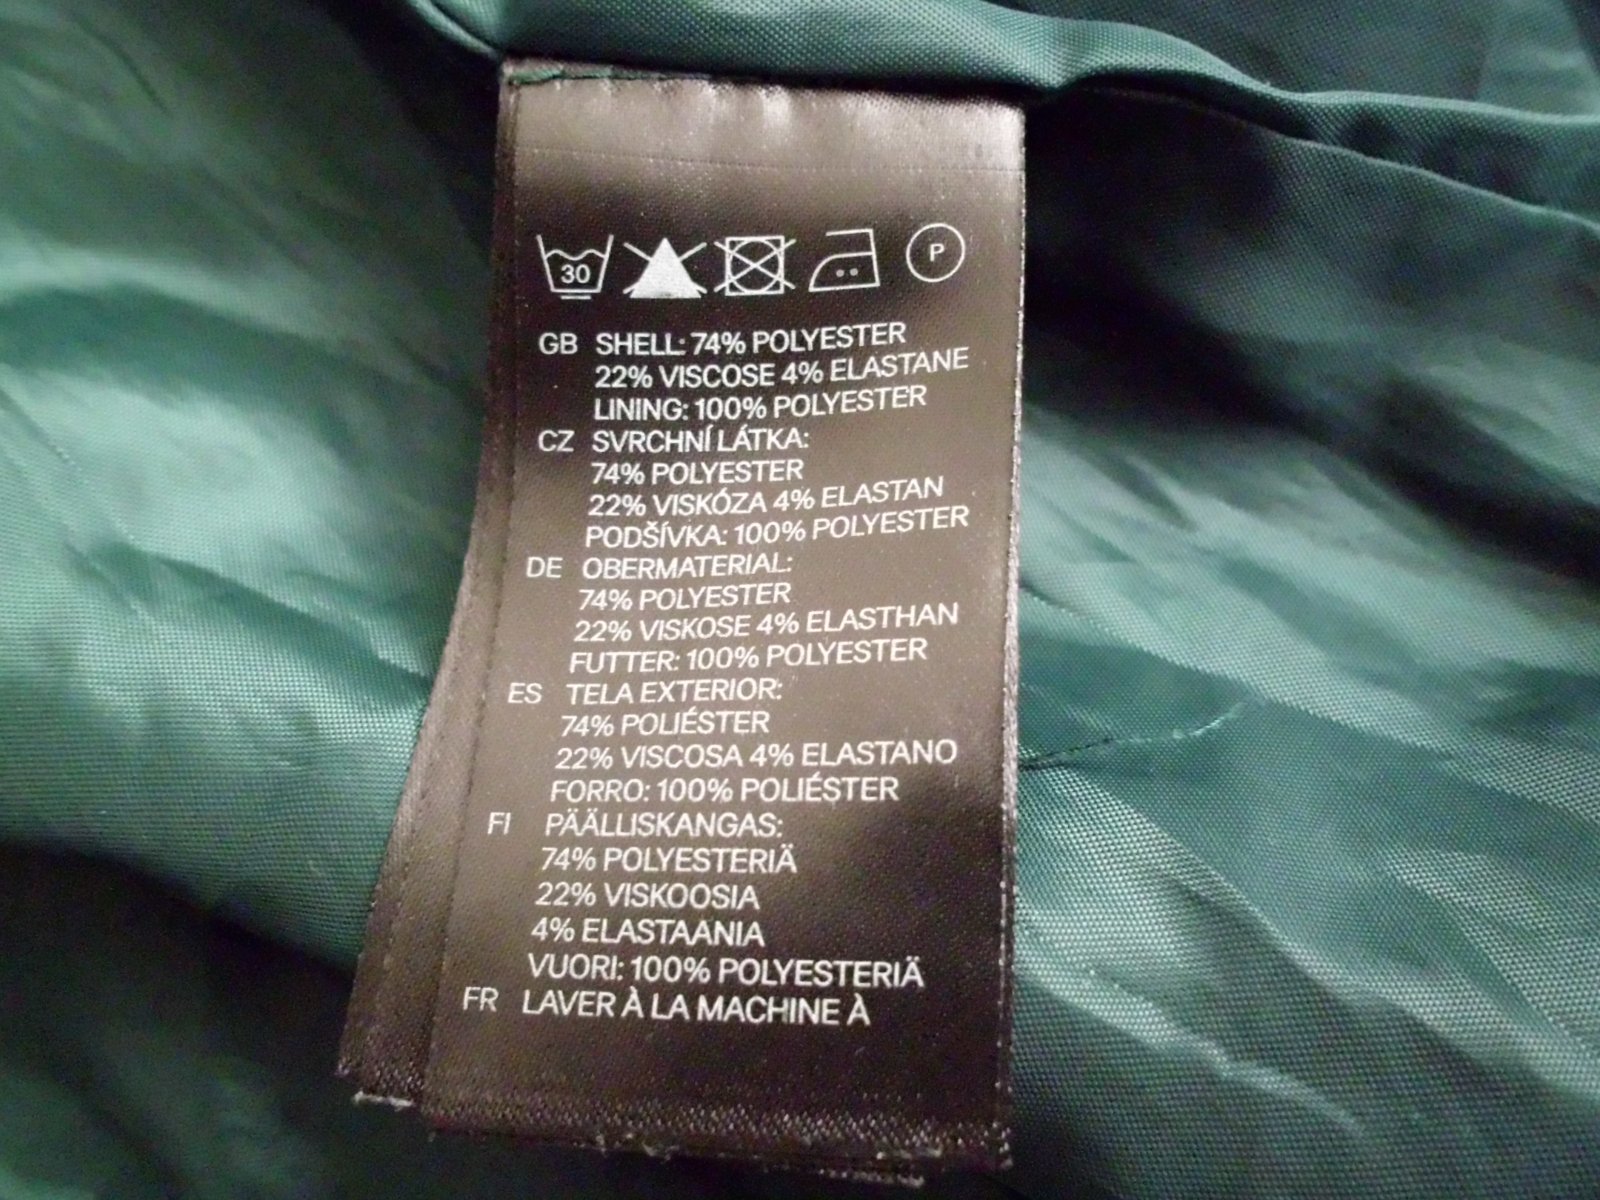 30 P
GB SHELL: 74% POLYESTER
22% VISCOSE 4% ELASTANE
LINING: 100% POLYESTER
CZ SVRCHNÍ LÁTKA:
74% POLYESTER
22% VISKÓZA 4% ELASTAN
PODŠÍVKA: 100% POLYESTER
DE OBERMATERIAL:
74% POLYESTER
22% VISKOSE 4% ELASTHAN
FUTTER: 100% POLYESTER
ES TELA EXTERIOR:
74% POLIÉSTER
22% VISCOSA 4% ELASTANO
FORRO: 100% POLIÉSTER
FI PÄÄLLISKANGAS:
74% POLYESTERIÄ
22% VISKOOSIA
4% ELASTAANIA
VUORI: 100% POLYESTERIÄ
FR LAVER À LA MACHINE À